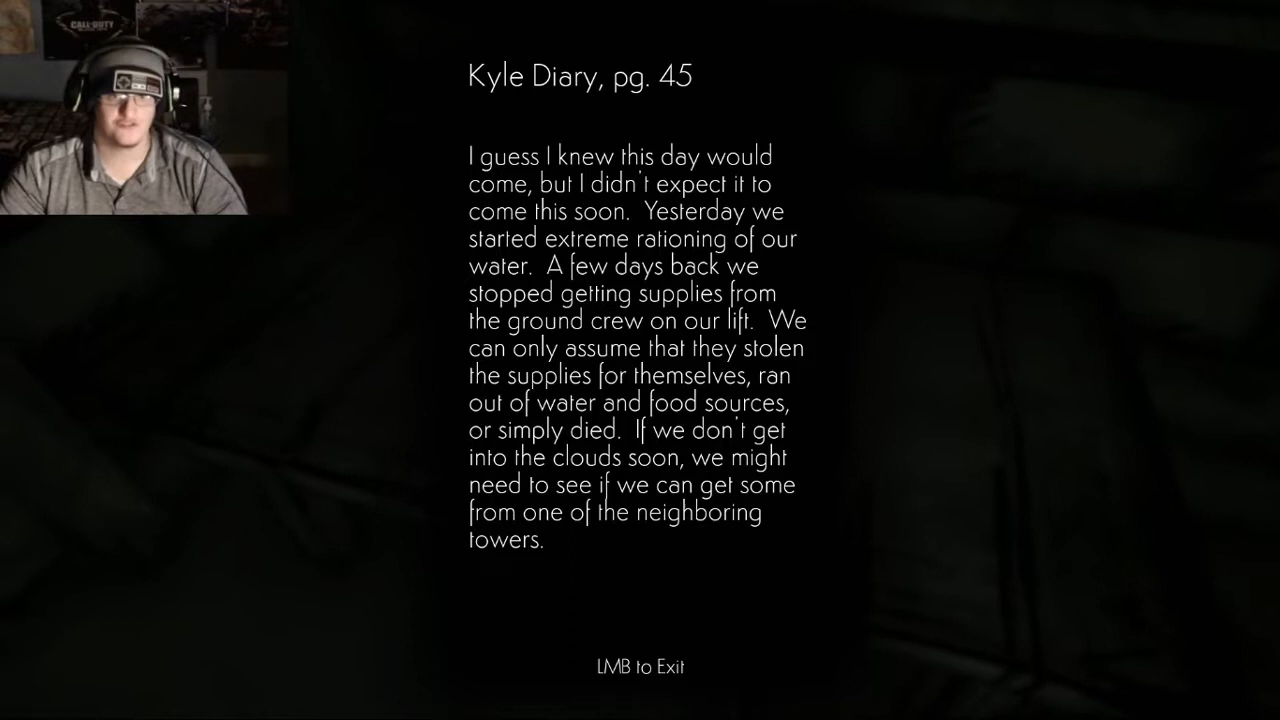 CALL·DUTY
Kyle Diary, pg. 45
I guess I knew this day would
come, but I didn't expect it to
come this soon.  Yesterday we
started extreme rationing of our
water.  A few days back we
stopped getting supplies from
the ground crew on our lift.  We
can only assume that they stolen
the supplies for themselves, ran
out of water and food sources,
or simply died.  If we don't get
into the clouds soon, we might
need to see if we can get some
from one of the neighboring
towers.
LMB to Exit